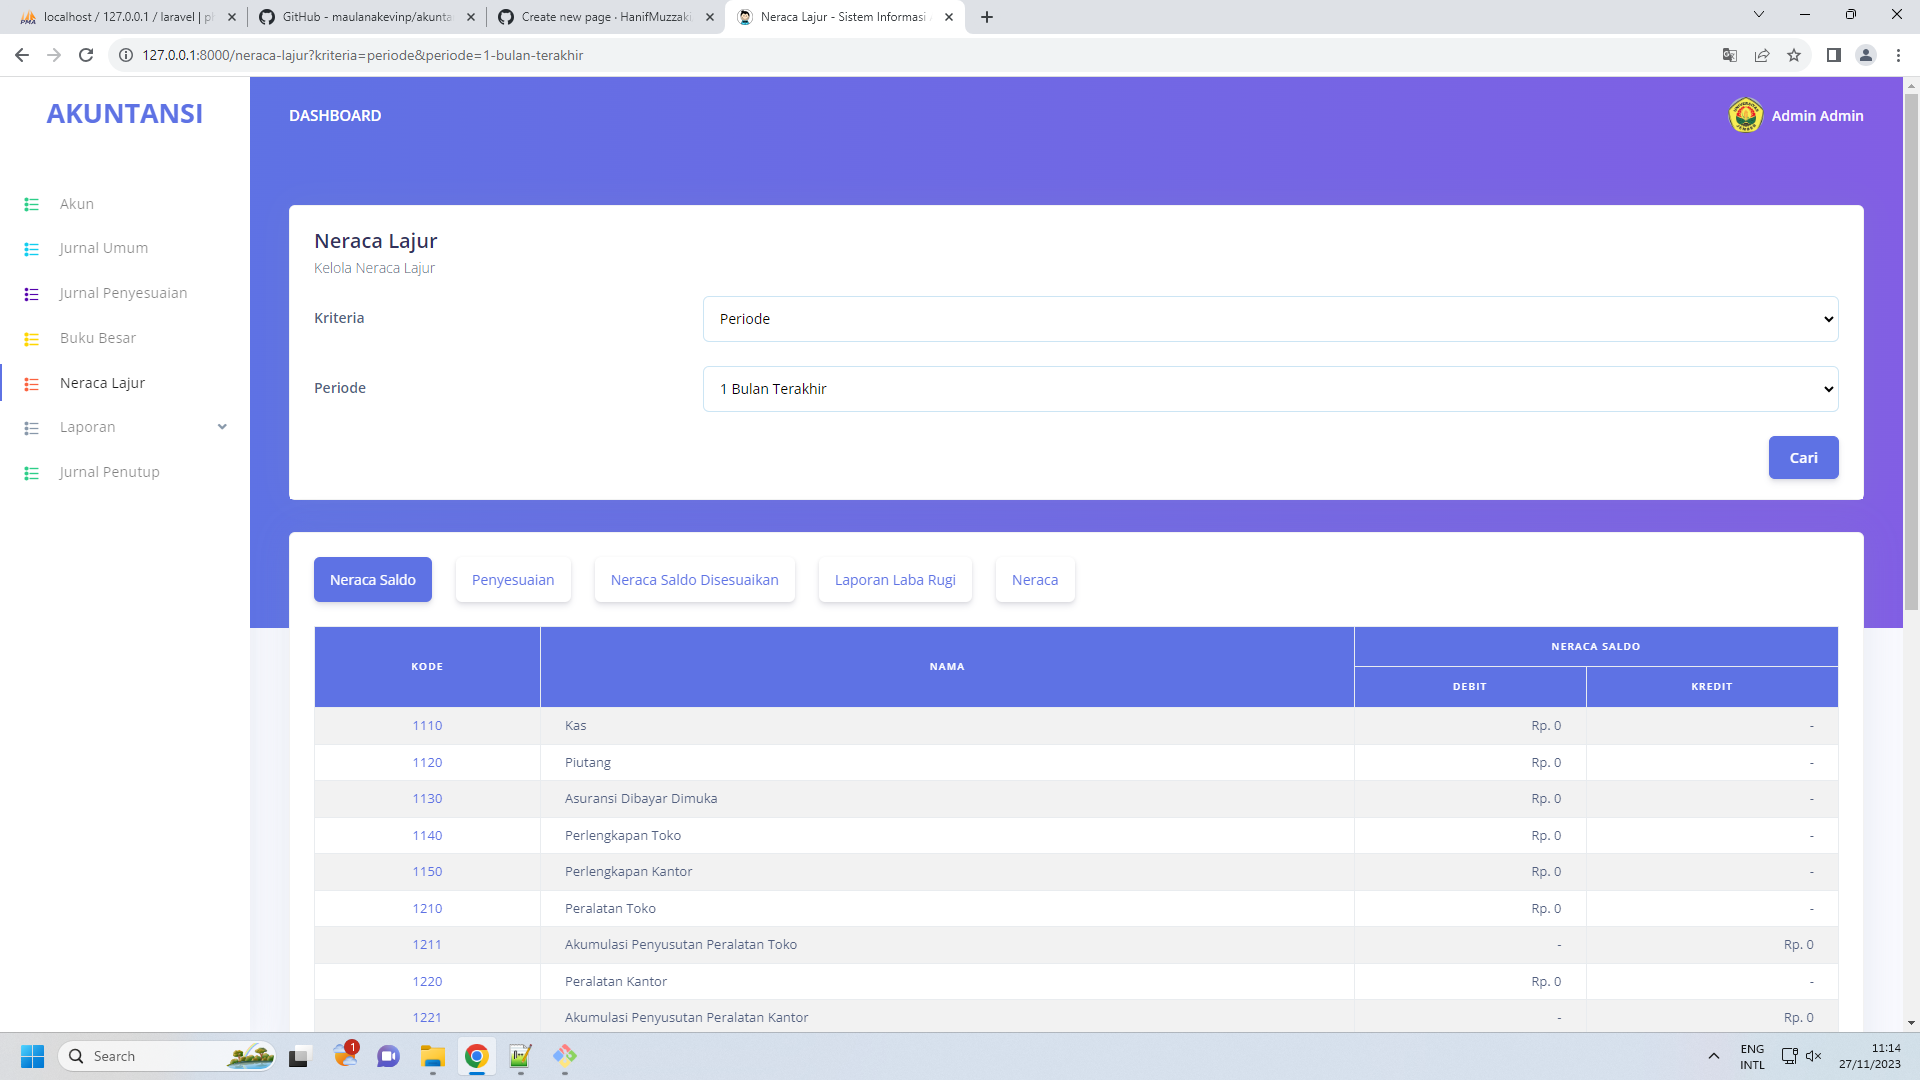 localhost / 127.0.0.1 / laravel | p
GitHub - maulanakevinp/akunta
Create new page · HanifMuzzaki
Neraca Lajur - Sistem Informasi
127.0.0.1:8000/neraca-lajur?kriteria=periode&periode=1-bulan-terakhir
AKUNTANSI
DASHBOARD
Admin Admin
Akun
Jurnal Umum
Jurnal Penyesuaian
Buku Besar
Neraca Lajur
Laporan
Jurnal Penutup
Neraca Lajur
Kelola Neraca Lajur
Kriteria
Periode
Periode
1 Bulan Terakhir
Cari
Neraca Saldo
Penyesuaian
Neraca Saldo Disesuaikan
Laporan Laba Rugi
Neraca
KODE NAMA NERACA SALDO
DEBIT KREDIT
1110 Kas Rp. 0 -
1120 Piutang Rp. 0 -
1130 Asuransi Dibayar Dimuka Rp. 0 -
1140 Perlengkapan Toko Rp. 0 -
1150 Perlengkapan Kantor Rp. 0 -
1210 Peralatan Toko Rp. 0 -
1211 Akumulasi Penyusutan Peralatan Toko - Rp. 0
1220 Peralatan Kantor Rp. 0 -
1221 Akumulasi Penyusutan Peralatan Kantor - Rp. 0
Search
1
ENG
INTL
11:14
27/11/2023